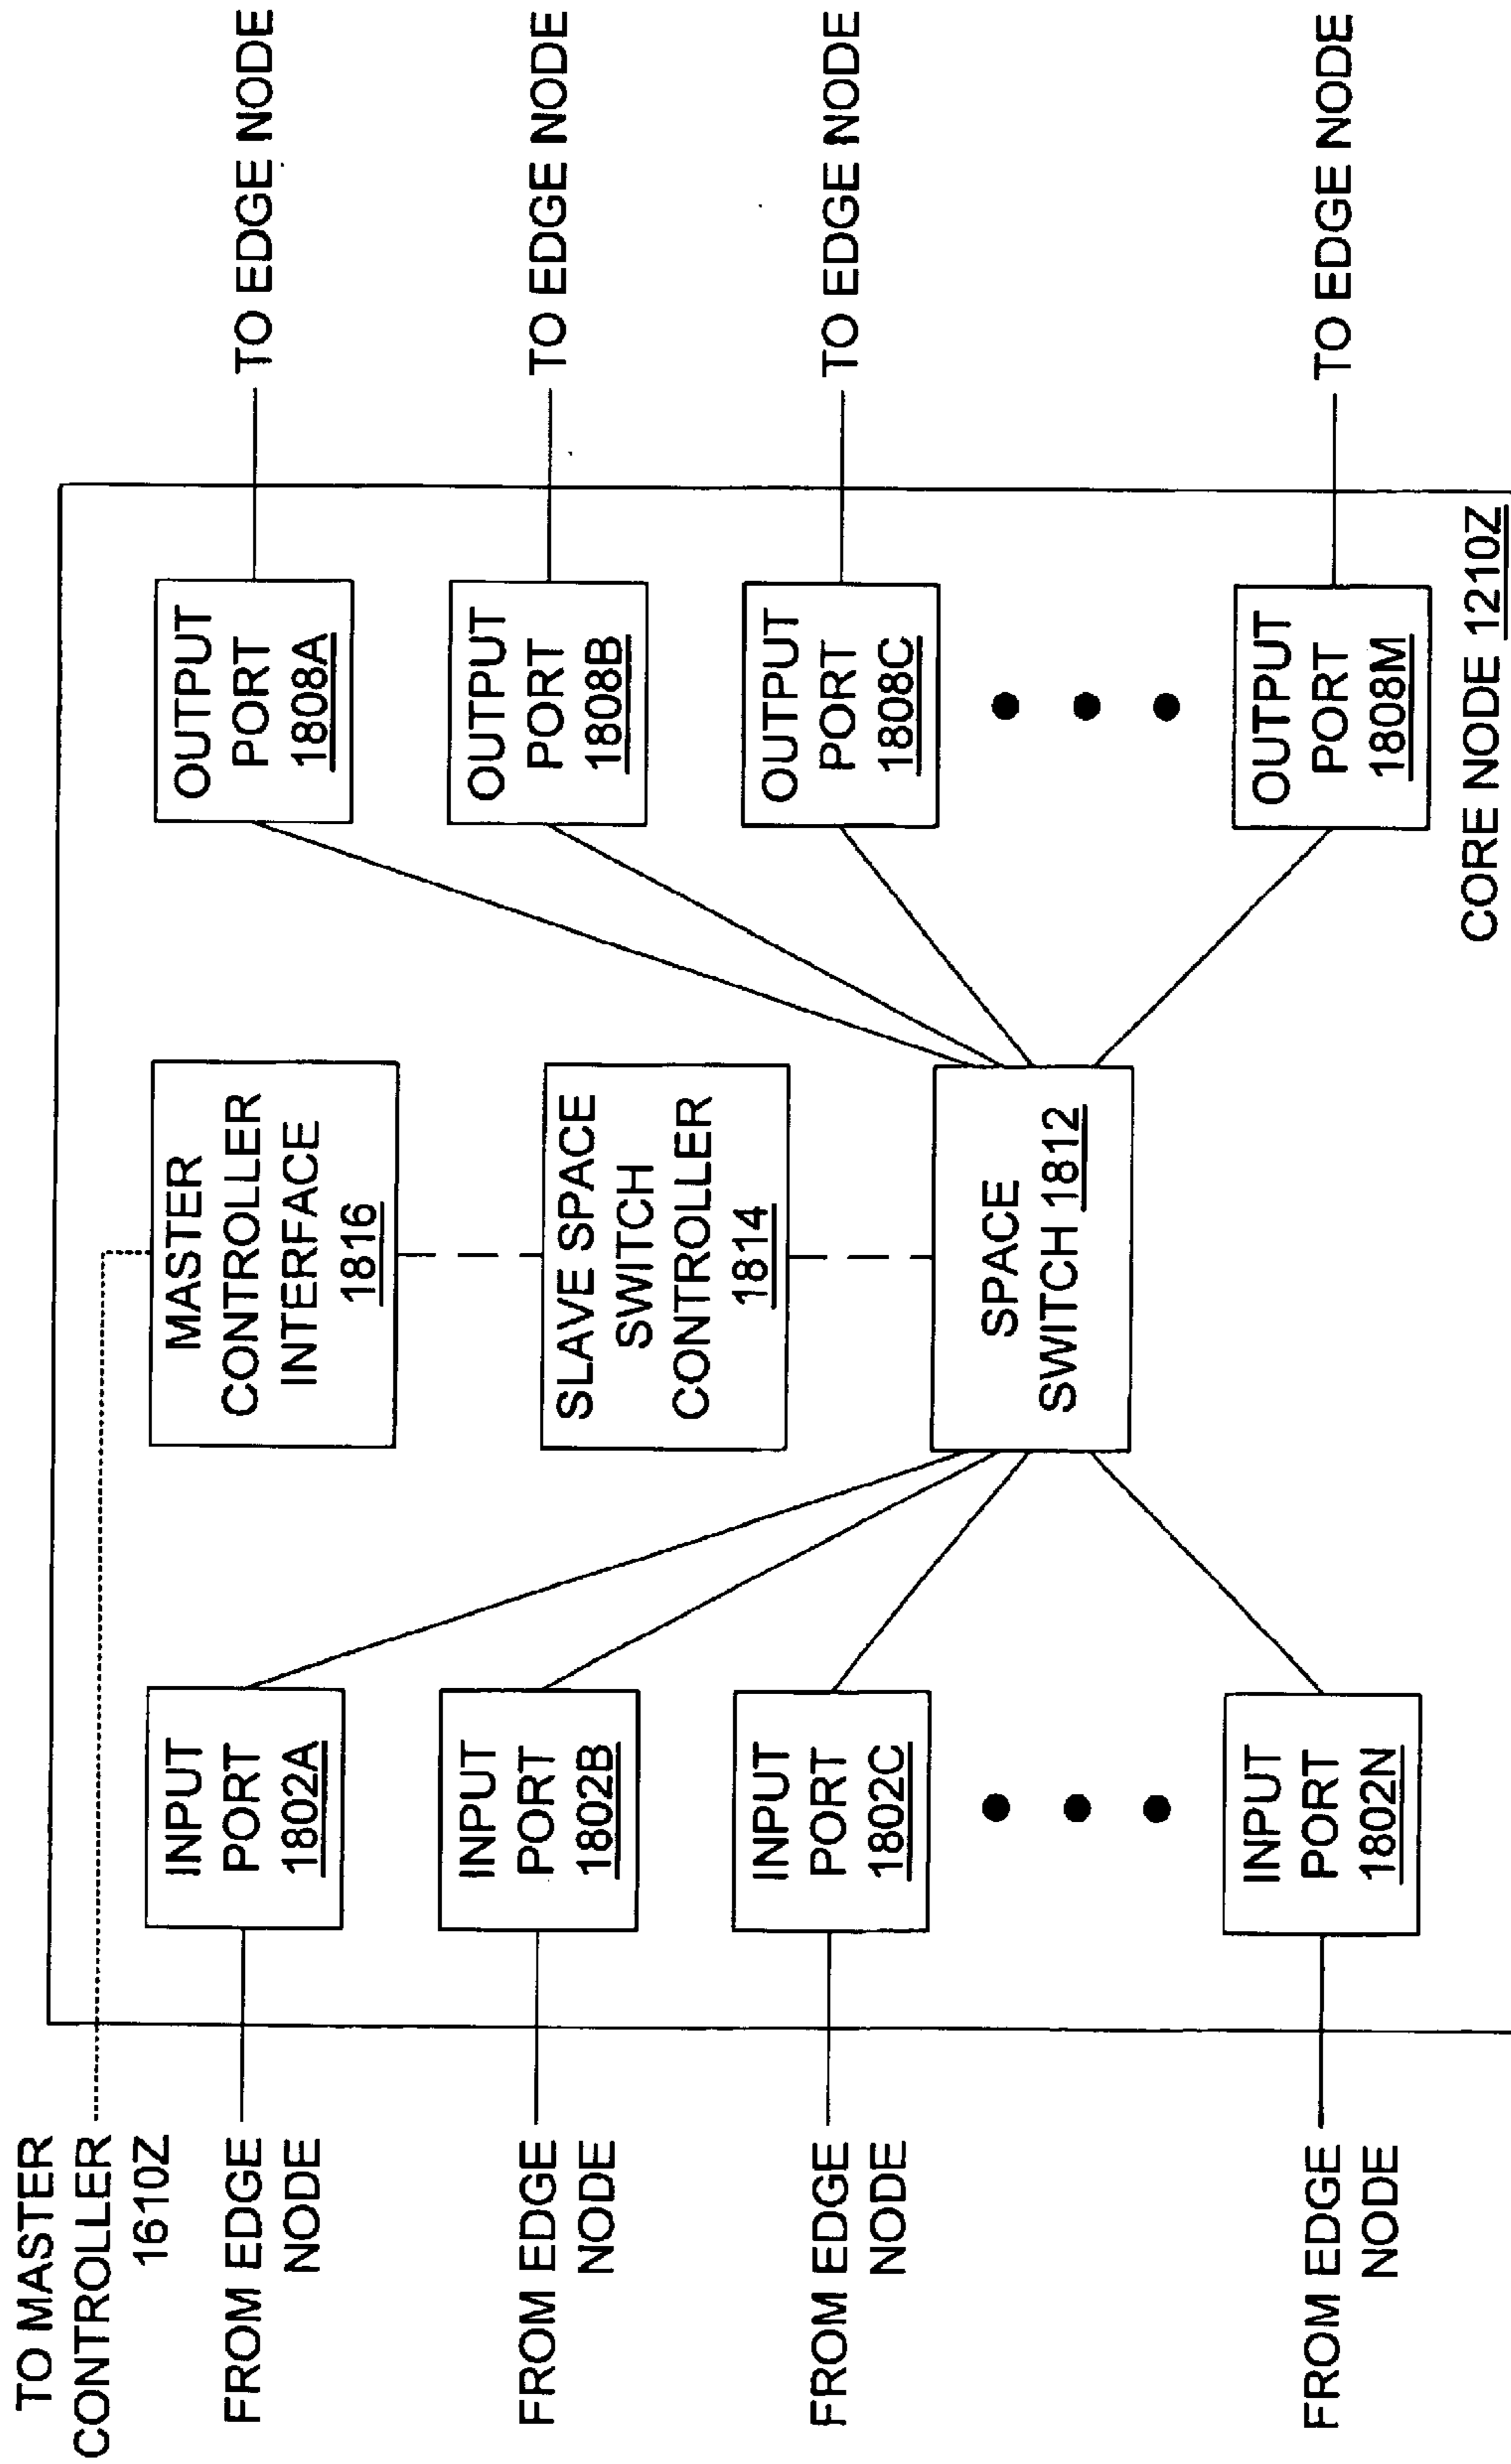 TO MASTER
CONTROLLER
1610Z
FROM EDGE
NODE
FROM EDGE
NODE
FROM EDGE
NODE
FROM EDGE
NODE
INPUT
PORT
1802A
INPUT
PORT
1802B
INPUT
PORT
1802C
INPUT
PORT
1802N
MASTER
CONTROLLER
INTERFACE
1816
SLAVE SPACE
SWITCH
CONTROLLER
1814
SPACE
SWITCH 1812
OUTPUT
PORT
1808A
OUTPUT
PORT
1808B
OUTPUT
PORT
1808C
OUTPUT
PORT
1808M
TO EDGE NODE
TO EDGE NODE
TO EDGE NODE
TO EDGE NODE
CORE NODE 1210Z